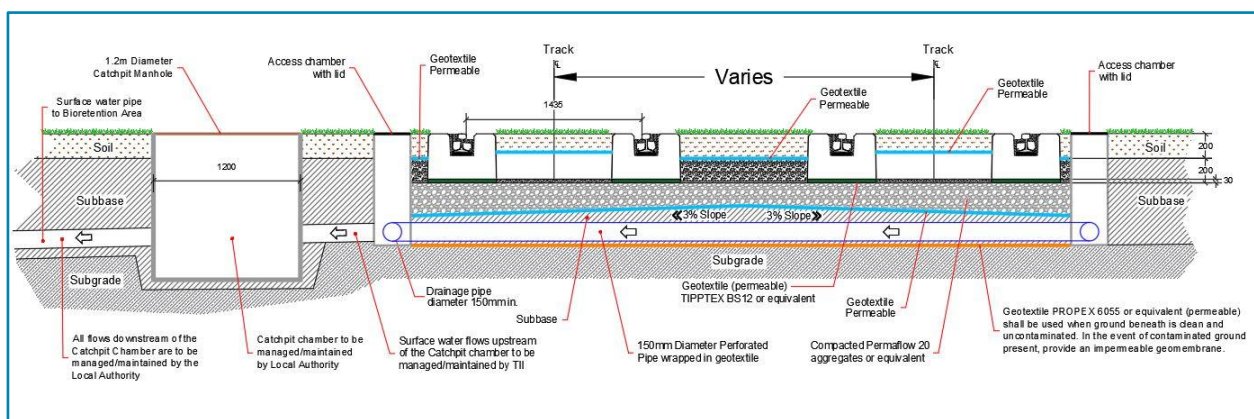 1.2m Diameter
Catchpit Manhole
Access chamber
with lid
Geotextile
Permeable
Track
℄
Varies
Track
℄
Geotextile
Permeable
Access chamber
with lid
Surface water pipe
to Bioretention Area
1435
Geotextile
Permeable
Soil
Soil
200
200
30
1200
Subbase
Subbase
3% Slope
3% Slope
Subgrade
Subgrade
Drainage pipe
diameter 150mm in.
Subbase
Geotextile (permeable)
TIPPTEX BS12 or equivalent
Geotextile
Permeable
Geotextile PROPEX 6055 or equivalent (permeable)
shall be used when ground beneath is clean and
uncontaminated. In the event of contaminated ground
present, provide an impermeable geomembrane.
All flows downstream of the
Catchpit Chamber are to be
managed/maintained by the
Local Authority
Catchpit chamber to be
managed/maintained
by Local Authority
Surface water flows upstream
of the Catchpit chamber to be
managed/maintained by TII
150mm Diameter Perforated
Pipe wrapped in geotextile
Compacted Permaflow 20
aggregates or equivalent